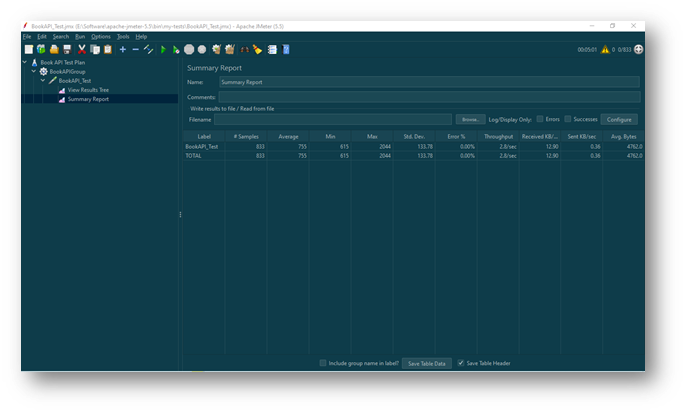 BookAPI_Test.jmx (E:\Software\apache-jmeter-5.5\bin\my-tests\BookAPI_Test.jmx) - Apache JMeter (5.5)
File Edit Search Run Options Tools Help
00:05:01 0 0/833
Book API Test Plan
BookAPIGroup
BookAPI_Test
View Results Tree
Summary Report
Summary Report
Name: Summary Report
Comments:
Write results to file / Read from file
Filename Browse... Log/Display Only: Errors Successes Configure
Label # Samples Average Min Max Std. Dev. Error % Throughput Received KB/... Sent KB/sec Avg. Bytes
BookAPI_Test 833 755 615 2044 133.78 0.00% 2.8/sec 12.90 0.36 4762.0
TOTAL 833 755 615 2044 133.78 0.00% 2.8/sec 12.90 0.36 4762.0
Include group name in label? Save Table Data Save Table Header